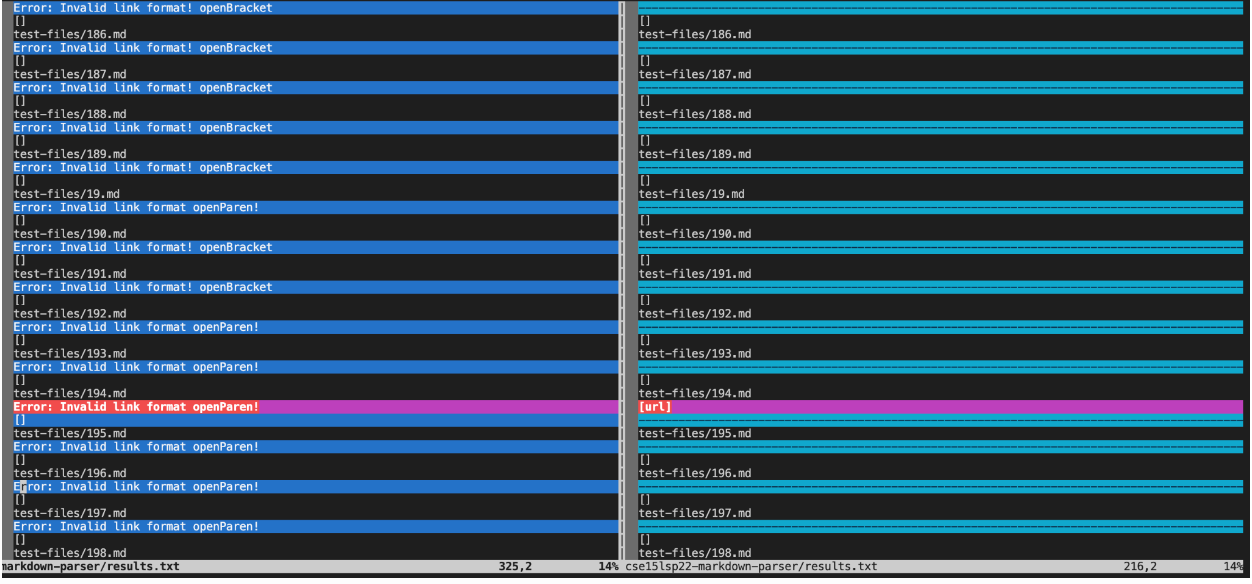 Error: Invalid link format! openBracket
[]
test-files/186.md
Error: Invalid link format! openBracket
[]
test-files/187.md
Error: Invalid link format! openBracket
[]
test-files/188.md
Error: Invalid link format! openBracket
[]
test-files/189.md
Error: Invalid link format! openBracket
[]
test-files/19.md
Error: Invalid link format openParen!
[]
test-files/190.md
Error: Invalid link format! openBracket
[]
test-files/191.md
Error: Invalid link format! openBracket
[]
test-files/192.md
Error: Invalid link format openParen!
[]
test-files/193.md
Error: Invalid link format openParen!
[]
test-files/194.md
Error: Invalid link format openParen!
[]
test-files/195.md
Error: Invalid link format openParen!
[]
test-files/196.md
Error: Invalid link format openParen!
[]
test-files/197.md
Error: Invalid link format openParen!
[]
test-files/198.md
markdown-parser/results.txt 325,2 14%
[]
test-files/186.md
[]
test-files/187.md
[]
test-files/188.md
[]
test-files/189.md
[]
test-files/19.md
[]
test-files/190.md
[]
test-files/191.md
[]
test-files/192.md
[]
test-files/193.md
[]
test-files/194.md
[url]
test-files/195.md
[]
test-files/196.md
[]
test-files/197.md
[]
test-files/198.md
cse15lsp22-markdown-parser/results.txt 216,2 14%